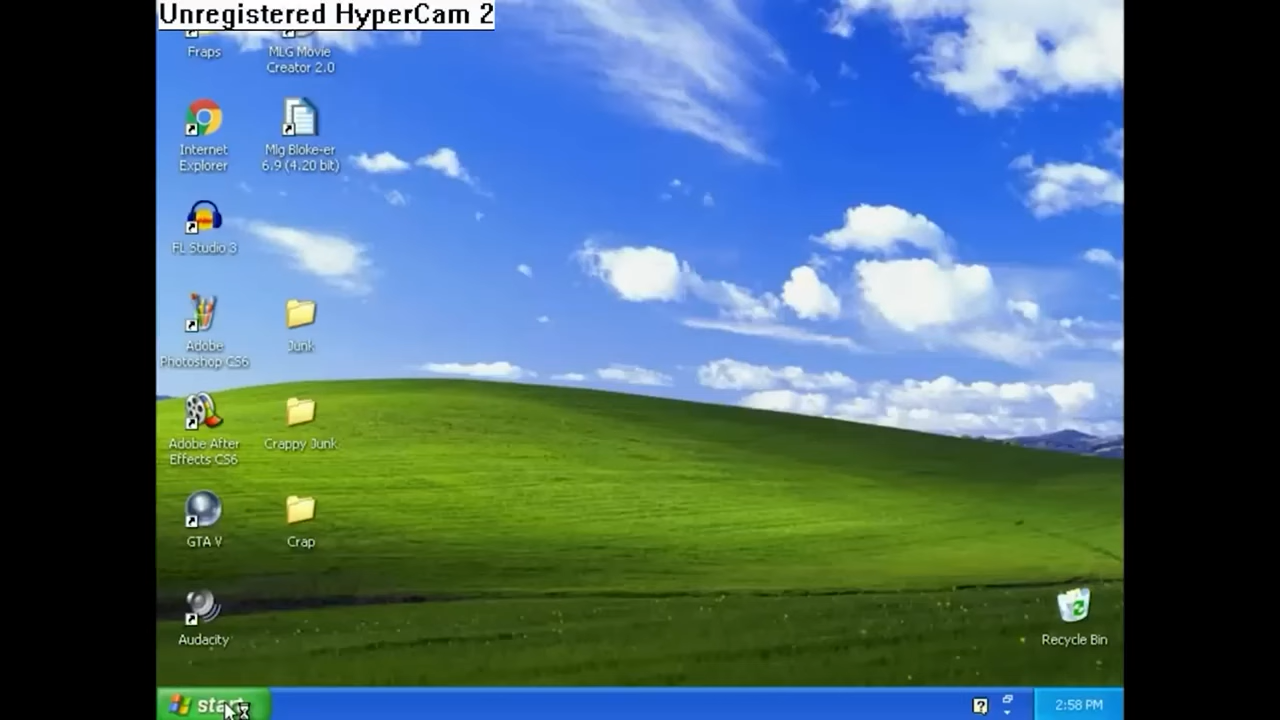 Unregistered HyperCam 2
Fraps
MLG Movie
Creator 2.0
Internet
Explorer
Mlg Bloke-er
6.9 (4.20 bit)
FL Studio 3
Adobe
Photoshop CS6
Junk
Adobe After
Effects CS6
Crappy Junk
GTA V
Crap
Audacity
Recycle Bin
start
2:58 PM